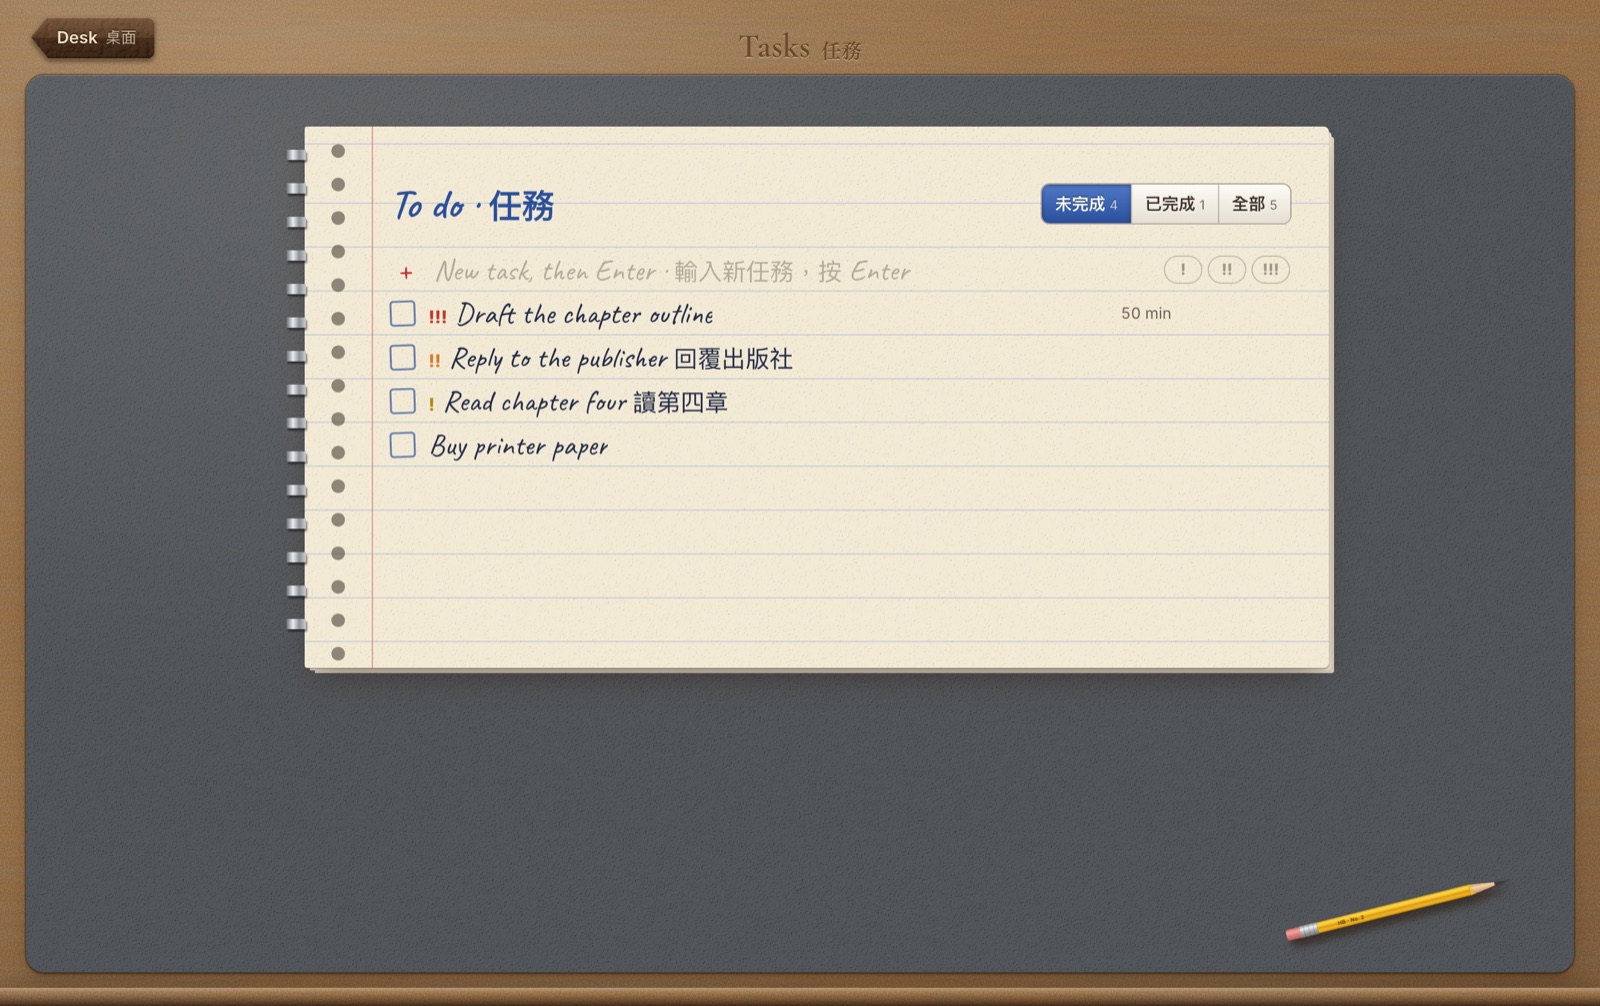 Desk 桌面
Tasks 任務
To do · 任務
未完成 4 已完成 1 全部 5
+ New task, then Enter · 輸入新任務，按 Enter ! !! !!!
!!! Draft the chapter outline 50 min
!! Reply to the publisher 回覆出版社
! Read chapter four 讀第四章
Buy printer paper
HB · No. 2